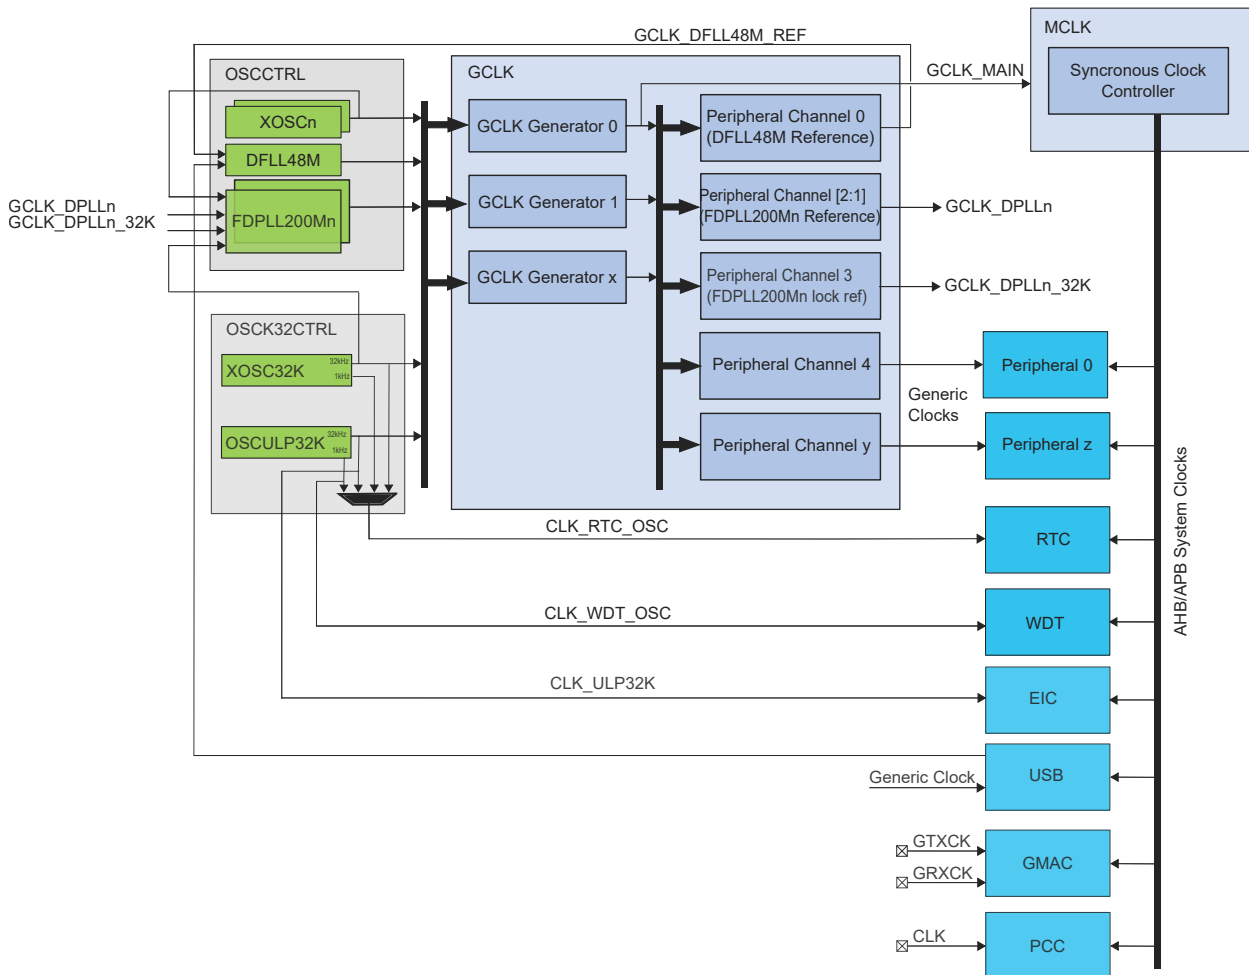 GCLK_DFLL48M_REF
MCLK
OSCCTRL
GCLK
GCLK_MAIN
Syncronous Clock
Controller
XOSCn
GCLK Generator 0
Peripheral Channel 0
(DFLL48M Reference)
DFLL48M
GCLK_DPLLn
GCLK_DPLLn_32K
FDPLL200Mn
GCLK Generator 1
Peripheral Channel [2:1]
(FDPLL200Mn Reference)
GCLK_DPLLn
GCLK Generator x
Peripheral Channel 3
(FDPLL200Mn lock ref)
GCLK_DPLLn_32K
OSCK32CTRL
XOSC32K
32kHz
1kHz
Peripheral Channel 4
Generic
Clocks
Peripheral 0
OSCULP32K
32kHz
1kHz
Peripheral Channel y
Peripheral z
CLK_RTC_OSC
RTC
AHB/APB System Clocks
CLK_WDT_OSC
WDT
CLK_ULP32K
EIC
Generic Clock
USB
GTXCK
GRXCK
GMAC
CLK
PCC